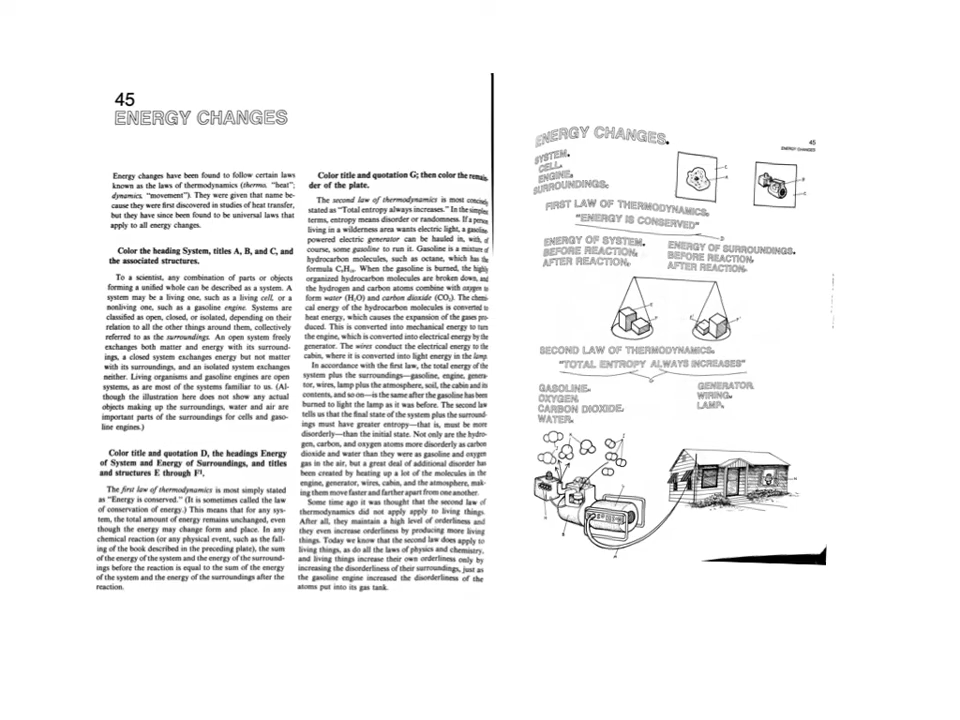 45
ENERGY CHANGES
Energy changes have been found to follow certain laws
known as the laws of thermodynamics (thermo, "heat";
dynamics, "movement"). They were given that name be-
cause they were first discovered in studies of heat transfer,
but they have since been found to be universal laws that
apply to all energy changes.
Color the heading System, titles A, B, and C, and
the associated structures.
To a scientist, any combination of parts or objects
forming a unified whole can be described as a system. A
system may be a living one, such as a living cell, or a
nonliving one, such as a gasoline engine. Systems are
classified as open, closed, or isolated, depending on their
relation to all the other things around them, collectively
referred to as the surroundings. An open system freely
exchanges both matter and energy with its surround-
ings, a closed system exchanges energy but not matter
with its surroundings, and an isolated system exchanges
neither. Living organisms and gasoline engines are open
systems, as are most of the systems familiar to us. (Al-
though the illustration here does not show any actual
objects making up the surroundings, water and air are
important parts of the surroundings for cells and gaso-
line engines.)
Color title and quotation D, the headings Energy
of System and Energy of Surroundings, and titles
and structures E through F¹.
The first law of thermodynamics is most simply stated
as "Energy is conserved." (It is sometimes called the law
of conservation of energy.) This means that for any sys-
tem, the total amount of energy remains unchanged, even
though the energy may change form and place. In any
chemical reaction (or any physical event, such as the fall-
ing of the book described in the preceding plate), the sum
of the energy of the system and the energy of the surround-
ings before the reaction is equal to the sum of the energy
of the system and the energy of the surroundings after the
reaction.
Color title and quotation G; then color the remain-
der of the plate.
The second law of thermodynamics is most concisely
stated as "Total entropy always increases." In the simplest
terms, entropy means disorder or randomness. If a person
living in a wilderness area wants electric light, a gasoline
powered electric generator can be hauled in, with, of
course, some gasoline to run it. Gasoline is a mixture of
hydrocarbon molecules, such as octane, which has the
formula When the gasoline is burned, the highly
organized hydrocarbon molecules are broken down, and
the hydrogen and carbon atoms combine with oxygen to
form water (H₂O) and carbon dioxide (CO₂). The chemi-
cal energy of the hydrocarbon molecules is converted to
heat energy, which causes the expansion of the gases pro-
duced. This is converted into mechanical energy to turn
the engine, which is converted into electrical energy by the
generator. The wires conduct the electrical energy to the
cabin, where it is converted into light energy in the lamp.
In accordance with the first law, the total energy of the
system plus the surroundings—gasoline, engine, genera-
tor, wires, lamp plus the atmosphere, soil, the cabin and its
contents, and so on—is the same after the gasoline has been
burned to light the lamp as it was before. The second law
tells us that the final state of the system plus the surround-
ings must have greater entropy—that is, must be more
disorderly—than the initial state. Not only are the hydro-
gen, carbon, and oxygen atoms more disorderly as carbon
dioxide and water than they were as gasoline and oxygen
gas in the air, but a great deal of additional disorder has
been created by heating up a lot of the molecules in the
engine, generator, wires, cabin, and the atmosphere, mak-
ing them move faster and farther apart from one another.
Some time ago it was thought that the second law of
thermodynamics did not apply apply to living things.
After all, they maintain a high level of orderliness and
they even increase orderliness by producing more living
things. Today we know that the second law does apply to
living things, as do all the laws of physics and chemistry,
and living things increase their own orderliness only by
increasing the disorderliness of their surroundings, just as
the gasoline engine increased the disorderliness of the
atoms put into its gas tank.
ENERGY CHANGES.
45
ENERGY CHANGES
SYSTEM.
CELL.
ENGINE.
SURROUNDINGS.
FIRST LAW OF THERMODYNAMICS.
"ENERGY IS CONSERVED"
ENERGY OF SYSTEM.
BEFORE REACTION.
AFTER REACTION.
ENERGY OF SURROUNDINGS.
BEFORE REACTION.
AFTER REACTION.
SECOND LAW OF THERMODYNAMICS.
"TOTAL ENTROPY ALWAYS INCREASES"
GASOLINE.
OXYGEN.
CARBON DIOXIDE.
WATER.
GENERATOR.
WIRING.
LAMP.